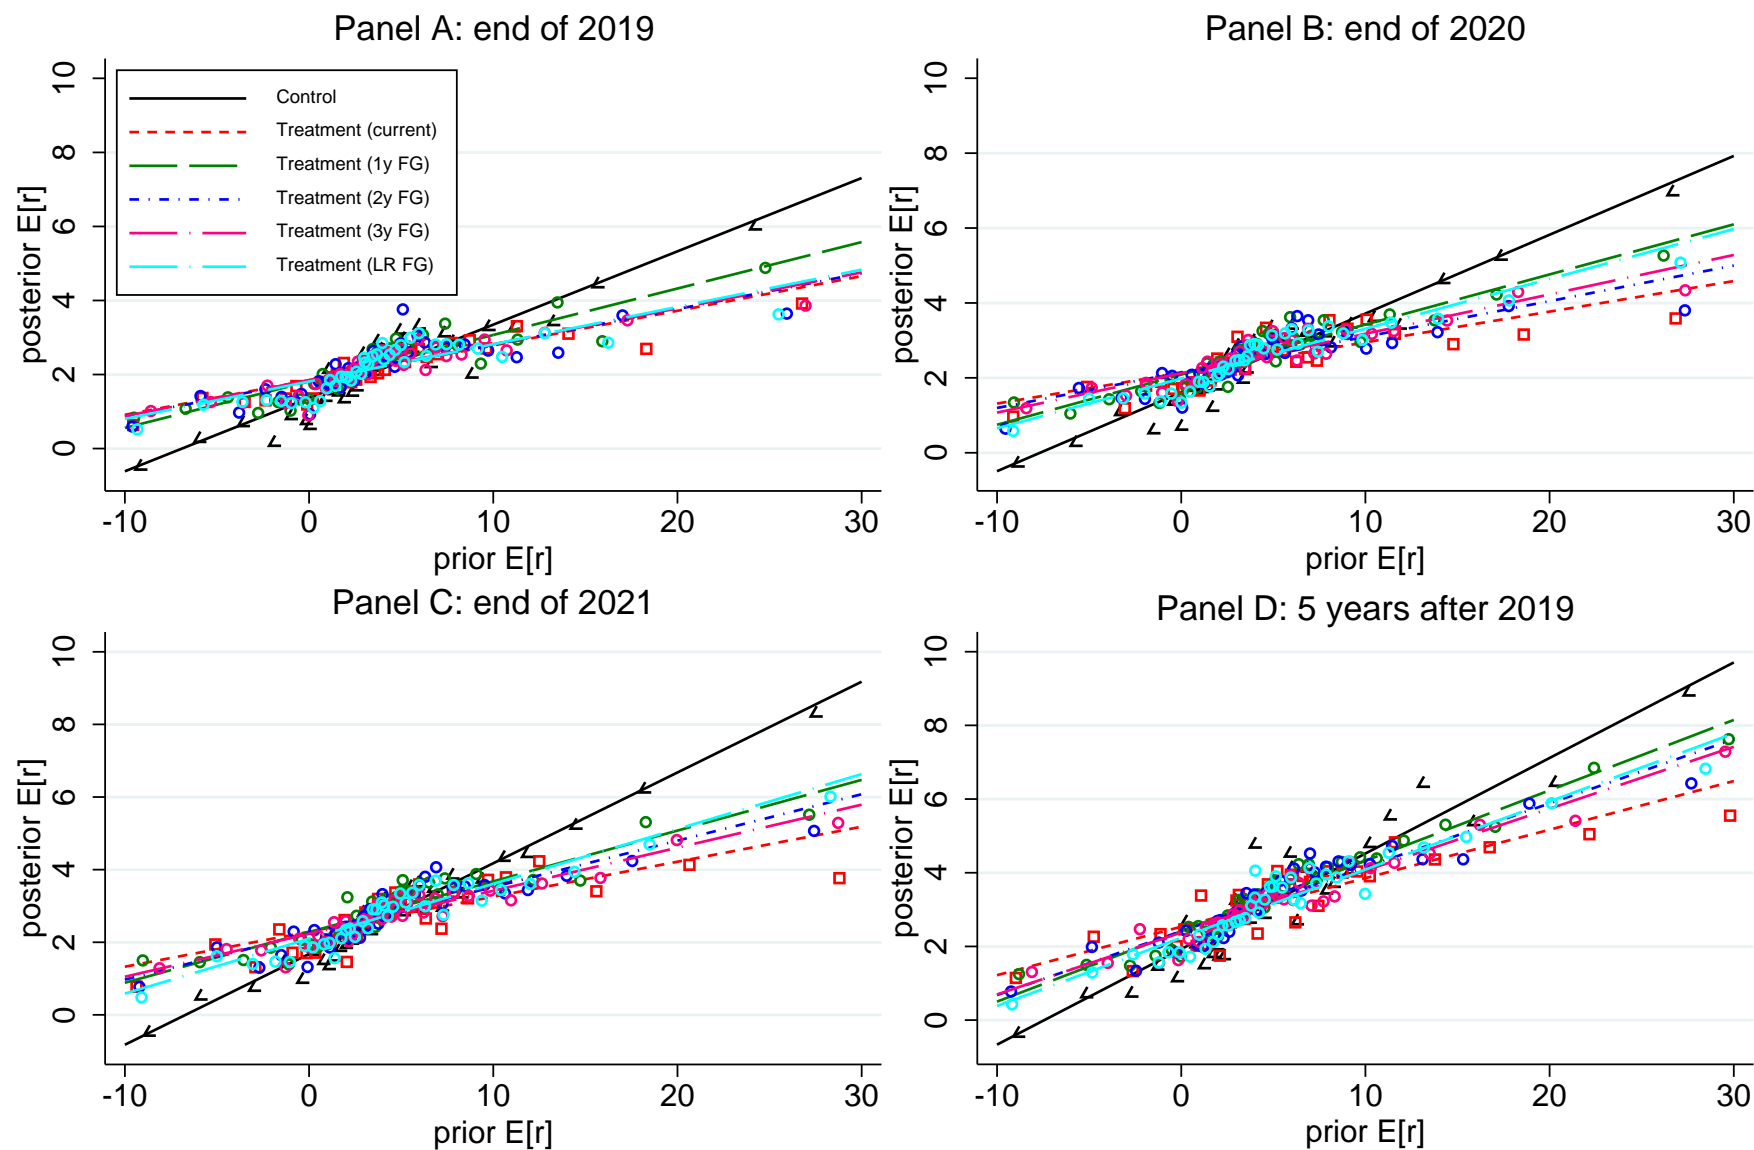 Panel A: end of 2019
posterior E[r]
0 2 4 6 8 10
Control
Treatment (current)
Treatment (1y FG)
Treatment (2y FG)
Treatment (3y FG)
Treatment (LR FG)
-10 0 10 20 30
prior E[r]
Panel B: end of 2020
posterior E[r]
0 2 4 6 8 10
-10 0 10 20 30
prior E[r]
Panel C: end of 2021
posterior E[r]
0 2 4 6 8 10
-10 0 10 20 30
prior E[r]
Panel D: 5 years after 2019
posterior E[r]
0 2 4 6 8 10
-10 0 10 20 30
prior E[r]